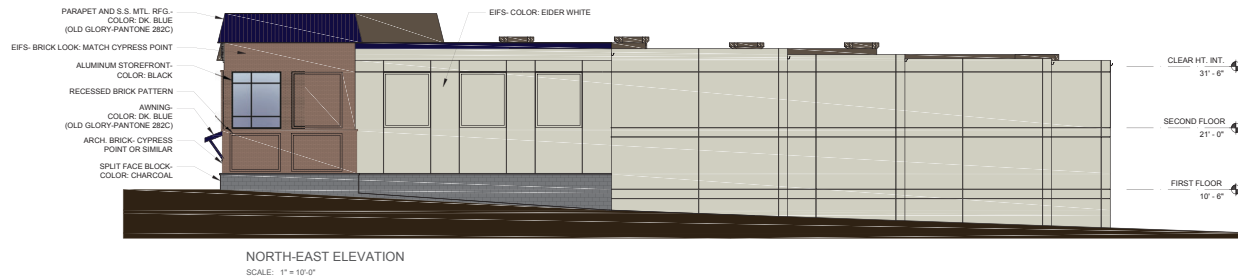 PARAPET AND S.S. MTL. RFG.-
COLOR: DK. BLUE
(OLD GLORY-PANTONE 282C)
EIFS- BRICK LOOK: MATCH CYPRESS POINT
ALUMINUM STOREFRONT-
COLOR: BLACK
RECESSED BRICK PATTERN
AWNING-
COLOR: DK. BLUE
(OLD GLORY-PANTONE 282C)
ARCH. BRICK- CYPRESS
POINT OR SIMILAR
SPLIT FACE BLOCK-
COLOR: CHARCOAL
EIFS- COLOR: EIDER WHITE
CLEAR HT. INT.
31' - 6"
SECOND FLOOR
21' - 0"
FIRST FLOOR
10' - 6"
NORTH-EAST ELEVATION
SCALE: 1" = 10'-0"